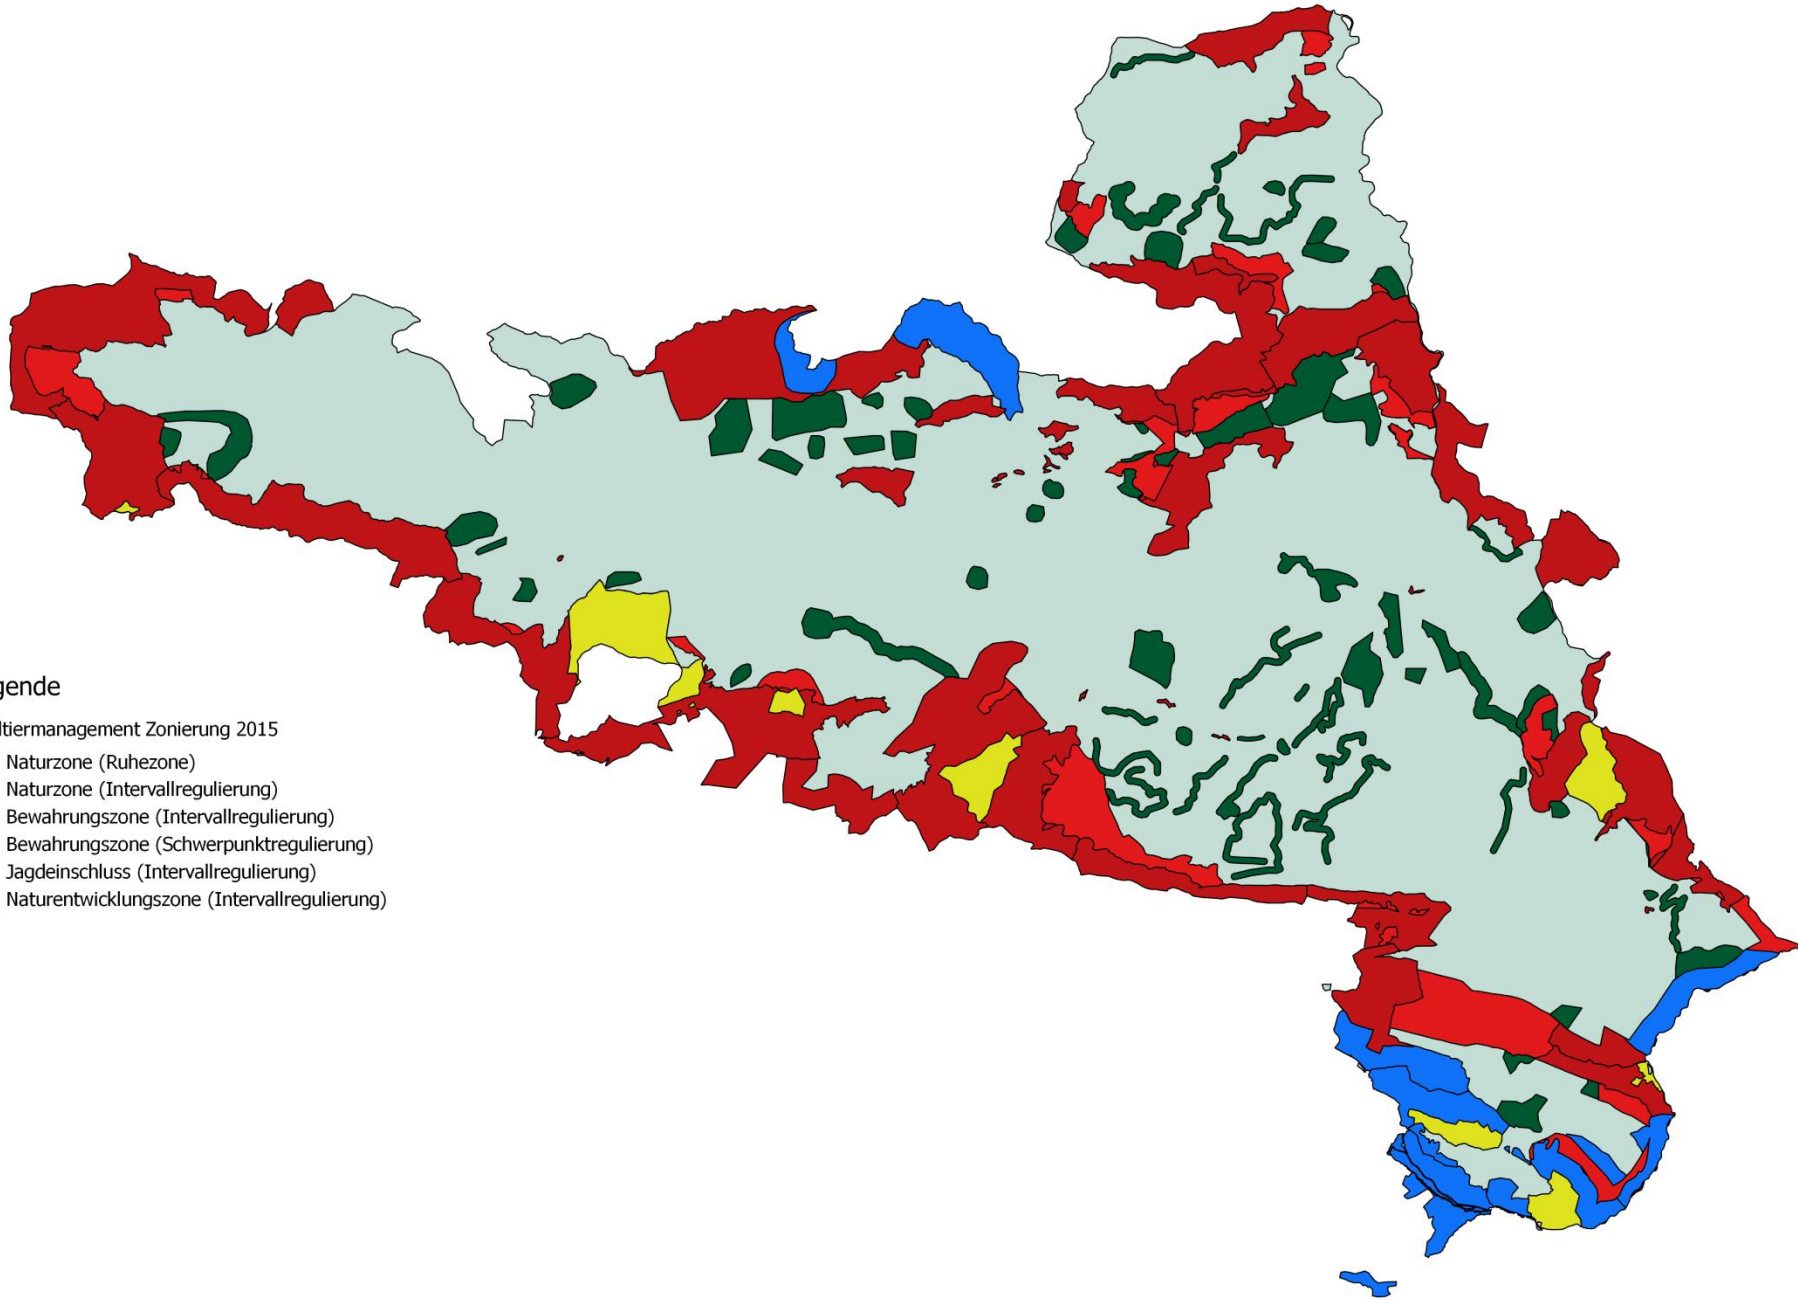 gende
ltiermanagement Zonierung 2015
Naturzone (Ruhezone)
Naturzone (Intervallregulierung)
Bewahrungszone (Intervallregulierung)
Bewahrungszone (Schwerpunktregulierung)
Jagdeinschluss (Intervallregulierung)
Naturentwicklungszone (Intervallregulierung)